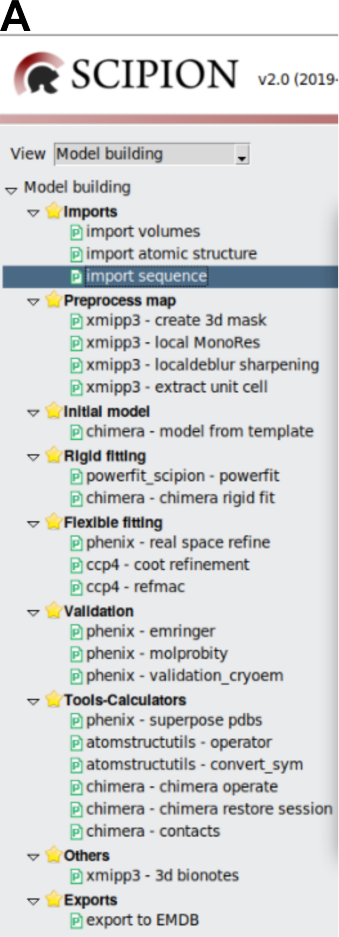 A
SCIPION v2.0 (2019-
View Model building
Model building
Imports
import volumes
import atomic structure
import sequence
Preprocess map
xmipp3 - create 3d mask
xmipp3 - local MonoRes
xmipp3 - localdeblur sharpening
xmipp3 - extract unit cell
Initial model
chimera - model from template
Rigid fitting
powerfit_scipion - powerfit
chimera - chimera rigid fit
Flexible fitting
phenix - real space refine
ccp4 - coot refinement
ccp4 - refmac
Validation
phenix - emringer
phenix - molprobity
phenix - validation_cryoem
Tools-Calculators
phenix - superpose pdbs
atomstructutils - operator
atomstructutils - convert_sym
chimera - chimera operate
chimera - chimera restore session
chimera - contacts
Others
xmipp3 - 3d bionotes
Exports
export to EMDB